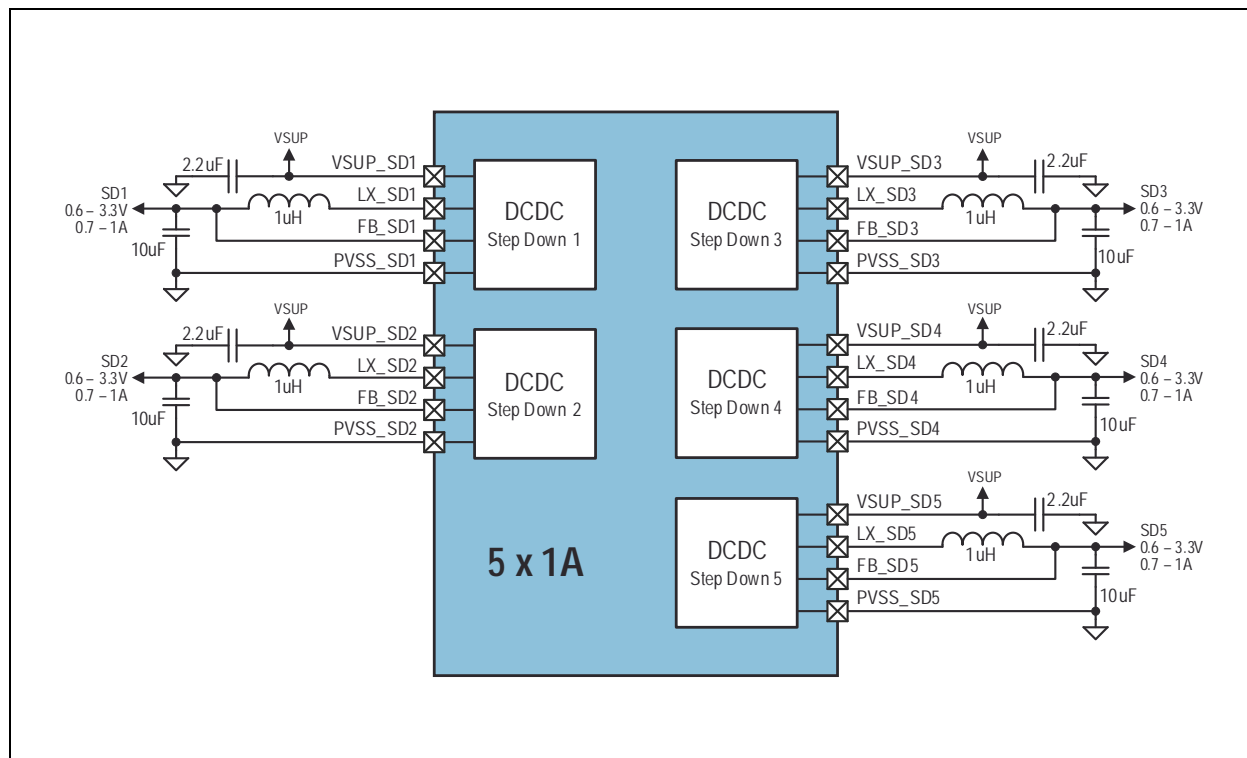 VSUP
2.2uF
VSUP_SD1
SD1
0.6 – 3.3V
0.7 – 1A
1uH
LX_SD1
FB_SD1
10uF
PVSS_SD1
DCDC
Step Down 1
VSUP
2.2uF
VSUP_SD3
DCDC
Step Down 3
LX_SD3
1uH
SD3
0.6 – 3.3V
0.7 – 1A
FB_SD3
10uF
PVSS_SD3
VSUP
2.2uF
VSUP_SD2
SD2
0.6 – 3.3V
0.7 – 1A
1uH
LX_SD2
FB_SD2
10uF
PVSS_SD2
DCDC
Step Down 2
VSUP
2.2uF
VSUP_SD4
DCDC
Step Down 4
LX_SD4
1uH
SD4
0.6 – 3.3V
0.7 – 1A
FB_SD4
10uF
PVSS_SD4
VSUP
2.2uF
VSUP_SD5
DCDC
Step Down 5
LX_SD5
1uH
SD5
0.6 – 3.3V
0.7 – 1A
FB_SD5
10uF
PVSS_SD5
5 x 1A